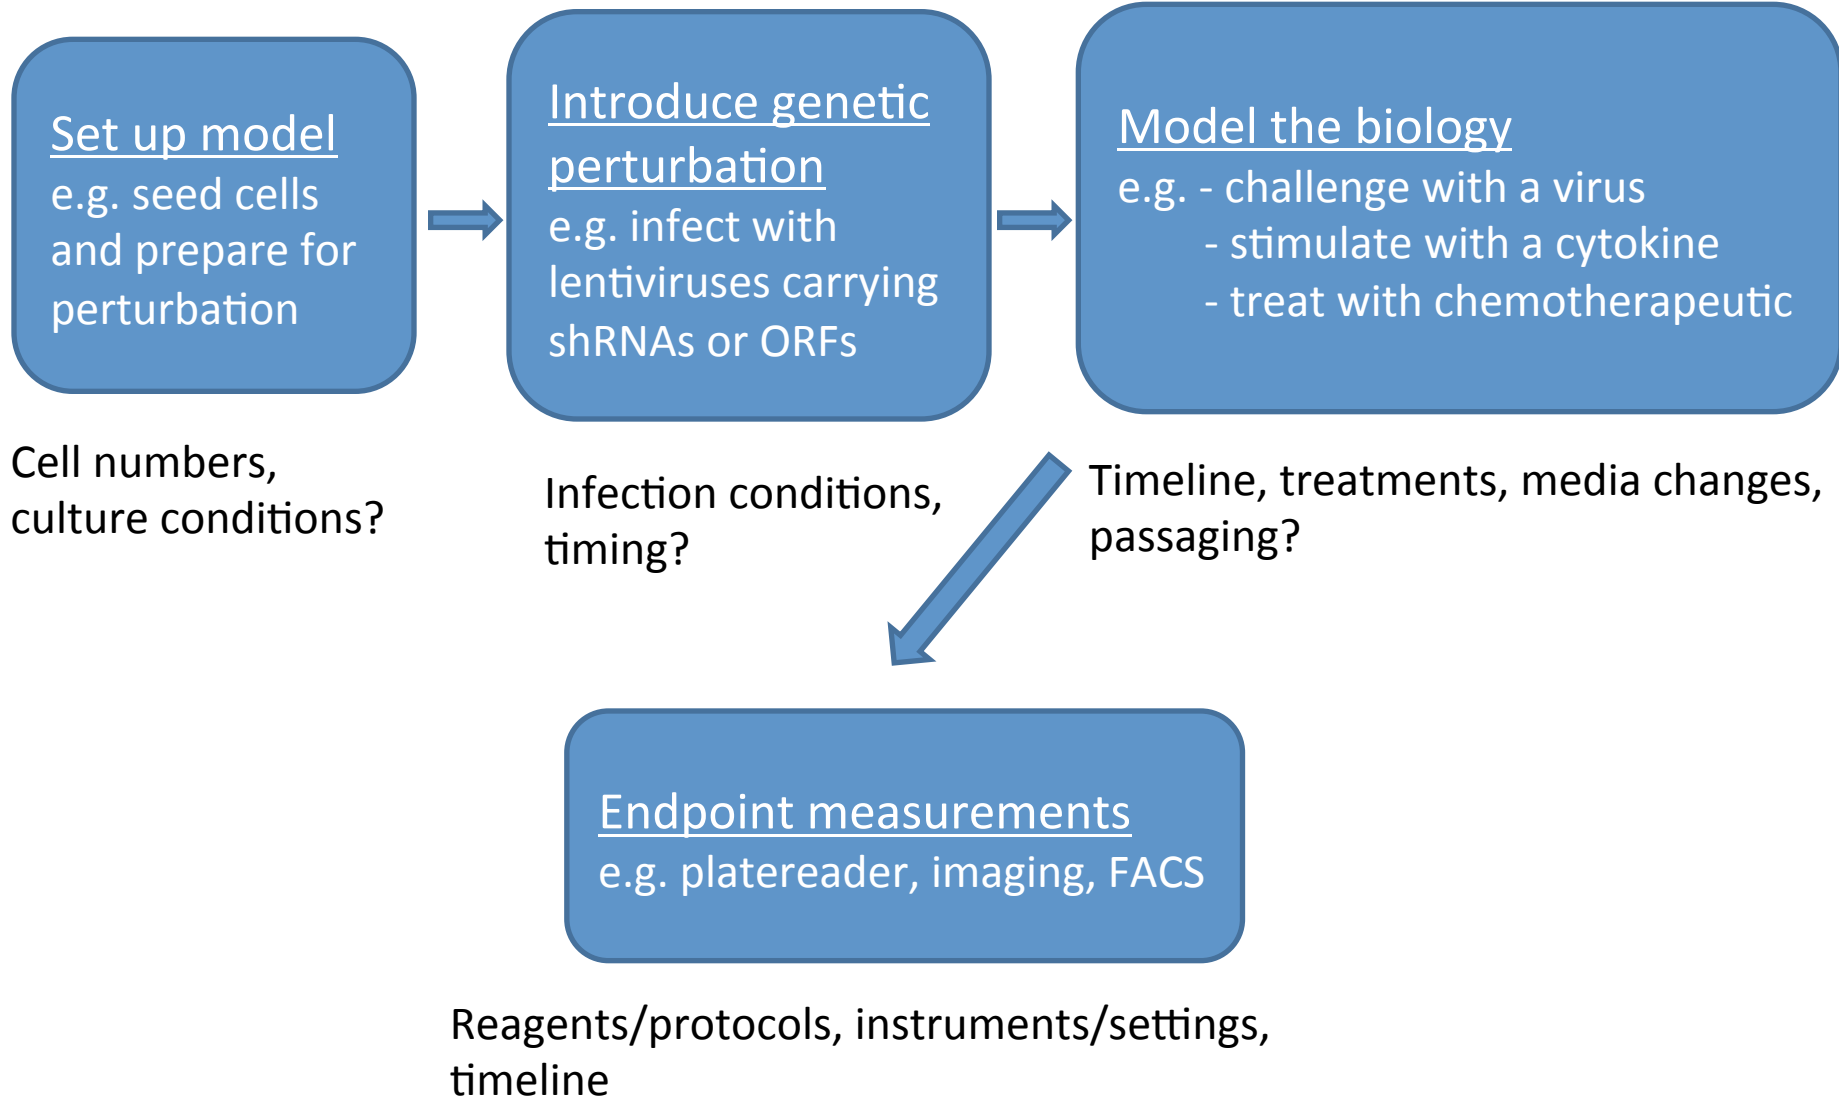 Set up model
e.g. seed cells
and prepare for
perturbation
Cell numbers,
culture conditions?
Introduce genetic
perturbation
e.g. infect with
lentiviruses carrying
shRNAs or ORFs
Infection conditions,
timing?
Model the biology
e.g. - challenge with a virus
- stimulate with a cytokine
- treat with chemotherapeutic
Timeline, treatments, media changes,
passaging?
Endpoint measurements
e.g. platereader, imaging, FACS
Reagents/protocols, instruments/settings,
timeline